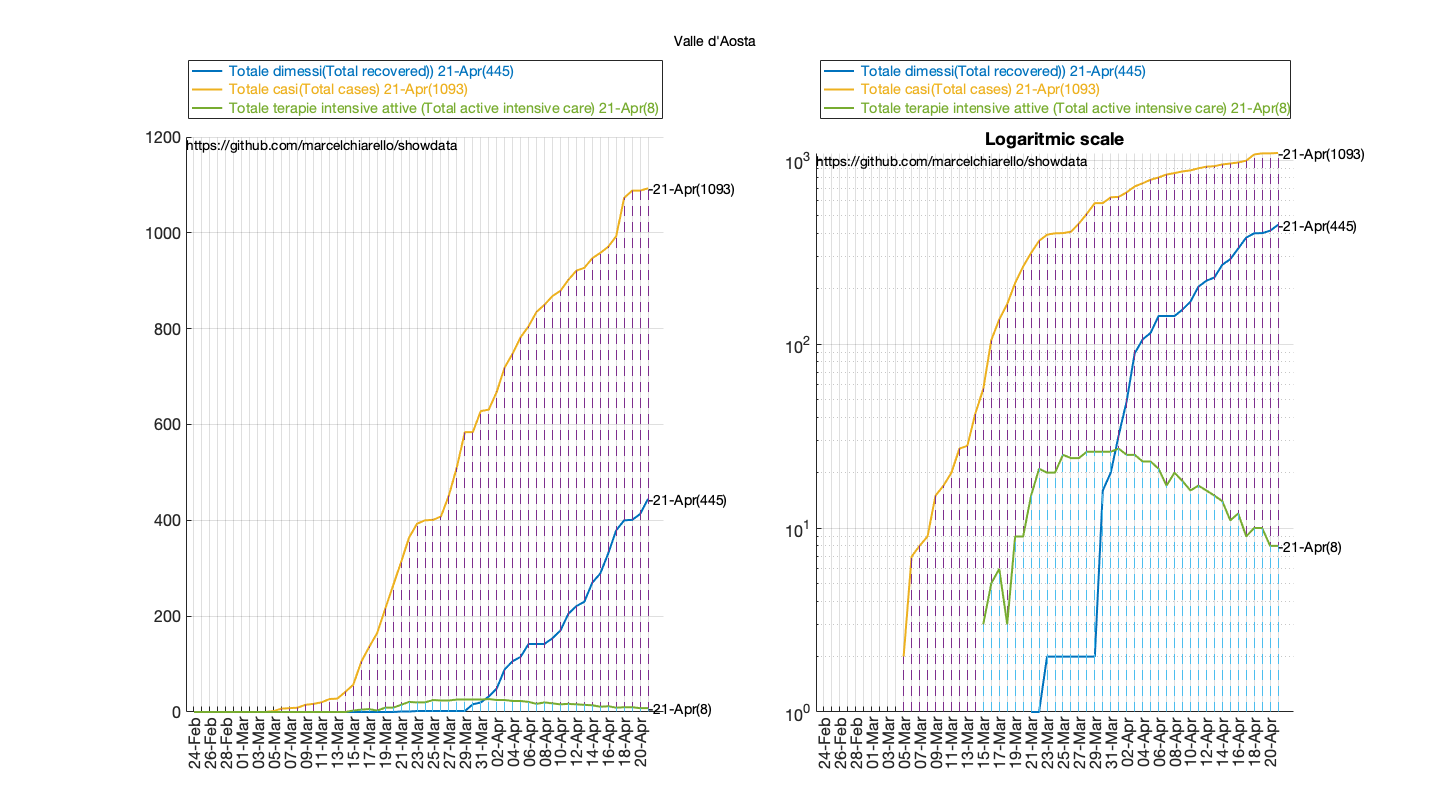 Valle d'Aosta
Totale dimessi(Total recovered)) 21-Apr(445)
Totale casi(Total cases) 21-Apr(1093)
Totale terapie intensive attive (Total active intensive care) 21-Apr(8)
1200
https://github.com/marcelchiarello/showdata
1000
800
600
400
200
0
-21-Apr(1093)
-21-Apr(445)
-21-Apr(8)
24-Feb
26-Feb
28-Feb
01-Mar
03-Mar
05-Mar
07-Mar
09-Mar
11-Mar
13-Mar
15-Mar
17-Mar
19-Mar
21-Mar
23-Mar
25-Mar
27-Mar
29-Mar
31-Mar
02-Apr
04-Apr
06-Apr
08-Apr
10-Apr
12-Apr
14-Apr
16-Apr
18-Apr
20-Apr
Totale dimessi(Total recovered)) 21-Apr(445)
Totale casi(Total cases) 21-Apr(1093)
Totale terapie intensive attive (Total active intensive care) 21-Apr(8)
Logaritmic scale
https://github.com/marcelchiarello/showdata
10^3
10^2
10^1
10^0
-21-Apr(1093)
-21-Apr(445)
-21-Apr(8)
24-Feb
26-Feb
28-Feb
01-Mar
03-Mar
05-Mar
07-Mar
09-Mar
11-Mar
13-Mar
15-Mar
17-Mar
19-Mar
21-Mar
23-Mar
25-Mar
27-Mar
29-Mar
31-Mar
02-Apr
04-Apr
06-Apr
08-Apr
10-Apr
12-Apr
14-Apr
16-Apr
18-Apr
20-Apr